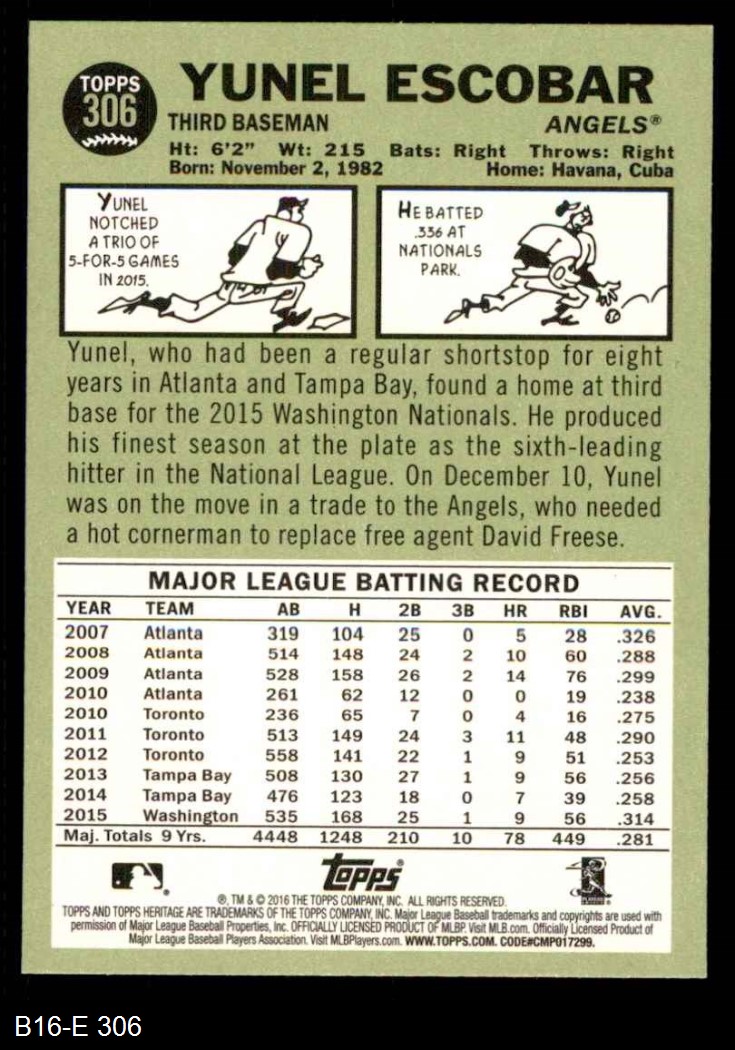 TOPPS
306
YUNEL ESCOBAR
THIRD BASEMAN ANGELS®
Ht: 6'2" Wt: 215 Bats: Right Throws: Right
Born: November 2, 1982 Home: Havana, Cuba
YUNEL
NOTCHED
A TRIO OF
5-FOR-5 GAMES
IN 2015.
HE BATTED
.336 AT
NATIONALS
PARK.
Yunel, who had been a regular shortstop for eight
years in Atlanta and Tampa Bay, found a home at third
base for the 2015 Washington Nationals. He produced
his finest season at the plate as the sixth-leading
hitter in the National League. On December 10, Yunel
was on the move in a trade to the Angels, who needed
a hot cornerman to replace free agent David Freese.
MAJOR LEAGUE BATTING RECORD
YEAR TEAM AB H 2B 3B HR RBI AVG.
2007 Atlanta 319 104 25 0 5 28 .326
2008 Atlanta 514 148 24 2 10 60 .288
2009 Atlanta 528 158 26 2 14 76 .299
2010 Atlanta 261 62 12 0 0 19 .238
2010 Toronto 236 65 7 0 4 16 .275
2011 Toronto 513 149 24 3 11 48 .290
2012 Toronto 558 141 22 1 9 51 .253
2013 Tampa Bay 508 130 27 1 9 56 .256
2014 Tampa Bay 476 123 18 0 7 39 .258
2015 Washington 535 168 25 1 9 56 .314
Maj. Totals 9 Yrs. 4448 1248 210 10 78 449 .281
Topps®
®, TM & © 2016 THE TOPPS COMPANY, INC. ALL RIGHTS RESERVED.
TOPPS AND TOPPS HERITAGE ARE TRADEMARKS OF THE TOPPS COMPANY, INC. Major League Baseball trademarks and copyrights are used with
permission of Major League Baseball Properties, Inc. OFFICIALLY LICENSED PRODUCT OF MLBP. Visit MLB.com. Officially Licensed Product of
Major League Baseball Players Association. Visit MLBPlayers.com. WWW.TOPPS.COM. CODE#CMP017299.
B16-E 306